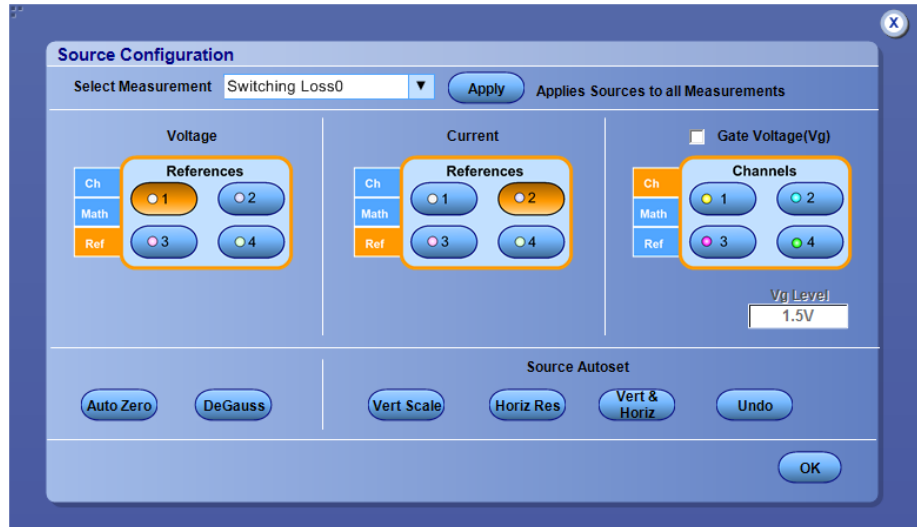 X
Source Configuration
Select Measurement Switching Loss0 Apply Applies Sources to all Measurements
Voltage
References
Ch
Math
Ref
1 2
3 4
Current
References
Ch
Math
Ref
1 2
3 4
Gate Voltage(Vg)
Channels
Ch
Math
Ref
1 2
3 4
Vg Level
1.5V
Auto Zero DeGauss
Source Autoset
Vert Scale Horiz Res Vert & Horiz Undo
OK